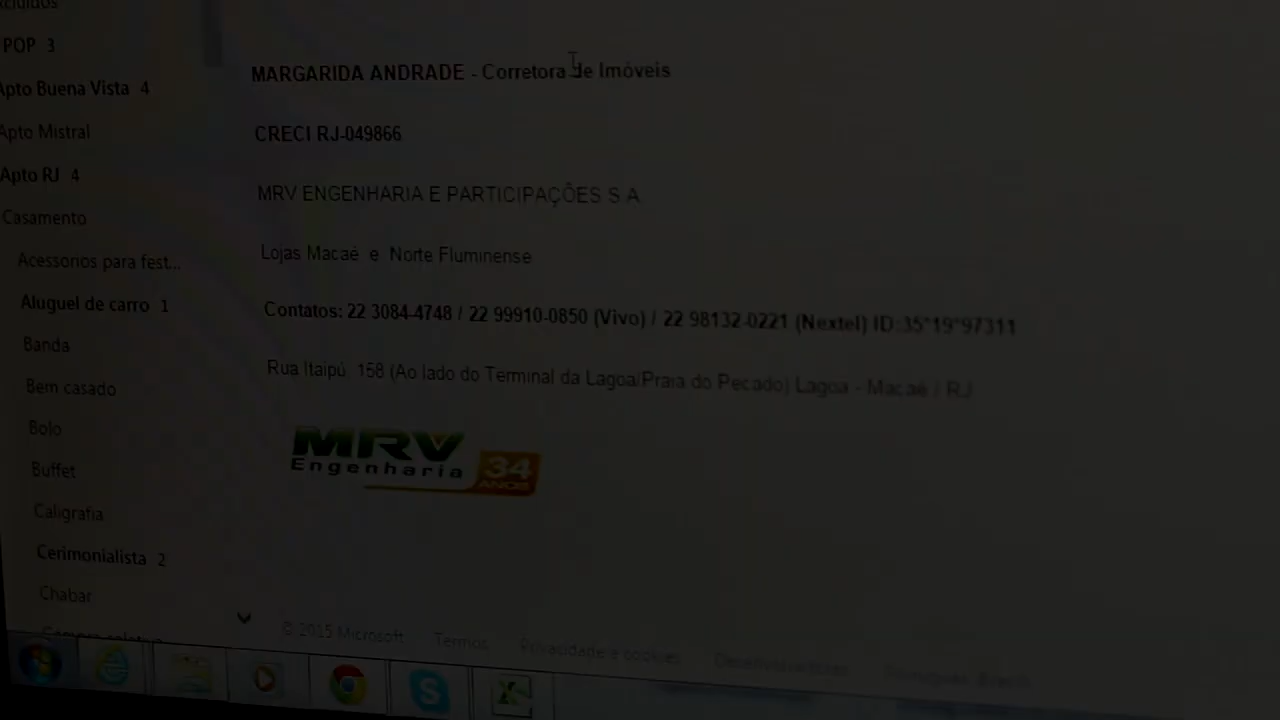 POP 3
Apto Buena Vista 4
Apto Mistral
Apto RJ 4
Casamento
Acessorios para fest...
Aluguel de carro 1
Banda
Bem casado
Bolo
Buffet
Caligrafia
Cerimonialista 2
Chabar
MARGARIDA ANDRADE - Corretora de Imóveis
CRECI RJ-049866
MRV ENGENHARIA E PARTICIPAÇÕES S A
Lojas Macaé e Norte Fluminense
Contatos: 22 3084-4748 / 22 99910-0850 (Vivo) / 22 98132-0221 (Nextel) ID:35*19*97311
Rua Itaipú 158 (Ao lado do Terminal da Lagoa/Praia do Pecado) Lagoa - Macaé / RJ
MRV
Engenharia
34
ANOS
© 2015 Microsoft Termos Privacidade e cookies Desenvolvedores